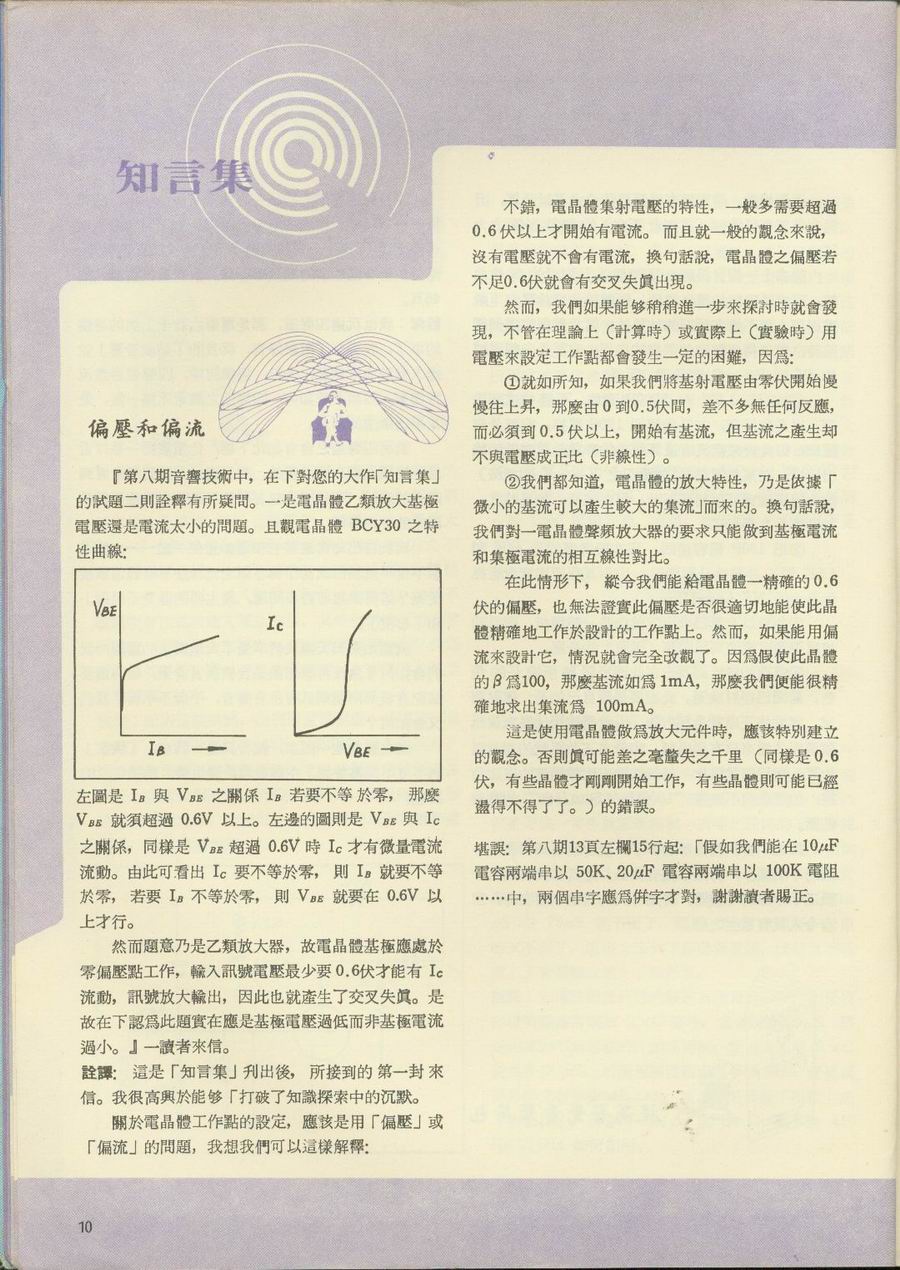 知言集
偏壓和偏流
『第八期音響技術中，在下對您的大作「知言集」
的試題二則詮釋有所疑問。一是電晶體乙類放大基極
電壓還是電流太小的問題。且觀電晶體 BCY30 之特
性曲線:
VBE
IB
IC
VBE
左圖是 IB 與 VBE 之關係 IB 若要不等於零，那麽
VBE 就須超過 0.6V 以上。左邊的圖則是 VBE 與 IC
之關係，同樣是 VBE 超過 0.6V 時 IC 才有微量電流
流動。由此可看出 IC 要不等於零，則 IB 就要不等
於零，若要 IB 不等於零，則 VBE 就要在 0.6V 以
上才行。
然而題意乃是乙類放大器，故電晶體基極應處於
零偏壓點工作，輸入訊號電壓最少要0.6伏才能有 IC
流動，訊號放大輸出，因此也就產生了交叉失眞。是
故在下認爲此題實在應是基極電壓過低而非基極電流
過小。』一讀者來信。
詮譯: 這是「知言集」刋出後，所接到的第一封來
信。我很高興於能够「打破了知識探索中的沉默。
關於電晶體工作點的設定，應該是用「偏壓」或
「偏流」的問題，我想我們可以這樣解釋:
不錯，電晶體集射電壓的特性，一般多需要超過
0.6伏以上才開始有電流。而且就一般的觀念來說，
沒有電壓就不會有電流，換句話說，電晶體之偏壓若
不足0.6伏就會有交叉失眞出現。
然而，我們如果能够稍稍進一步來探討時就會發
現，不管在理論上（計算時）或實際上（實驗時）用
電壓來設定工作點都會發生一定的困難，因爲:
①就如所知，如果我們將基射電壓由零伏開始慢
慢往上昇，那麽由0到0.5伏間，差不多無任何反應，
而必須到0.5伏以上，開始有基流，但基流之產生却
不與電壓成正比（非線性）。
②我們都知道，電晶體的放大特性，乃是依據「
微小的基流可以產生較大的集流」而來的。換句話說，
我們對一電晶體聲頻放大器的要求只能做到基極電流
和集極電流的相互線性對比。
在此情形下，縱令我們能給電晶體一精確的0.6
伏的偏壓，也無法證實此偏壓是否很適切地能使此晶
體精確地工作於設計的工作點上。然而，如果能用偏
流來設計它，情況就會完全改觀了。因爲假使此晶體
的β爲100，那麽基流如爲1mA，那麽我們便能很精
確地求出集流爲 100mA。
這是使用電晶體做爲放大元件時，應該特別建立
的觀念。否則眞可能差之毫釐失之千里（同樣是0.6
伏，有些晶體才剛剛開始工作，有些晶體則可能已經
盪得不得了了。）的錯誤。
堪誤: 第八期13頁左欄15行起:「假如我們能在10μF
電容兩端串以 50K、20μF 電容兩端串以 100K 電阻
……中，兩個串字應爲倂字才對，謝謝讀者賜正。
10